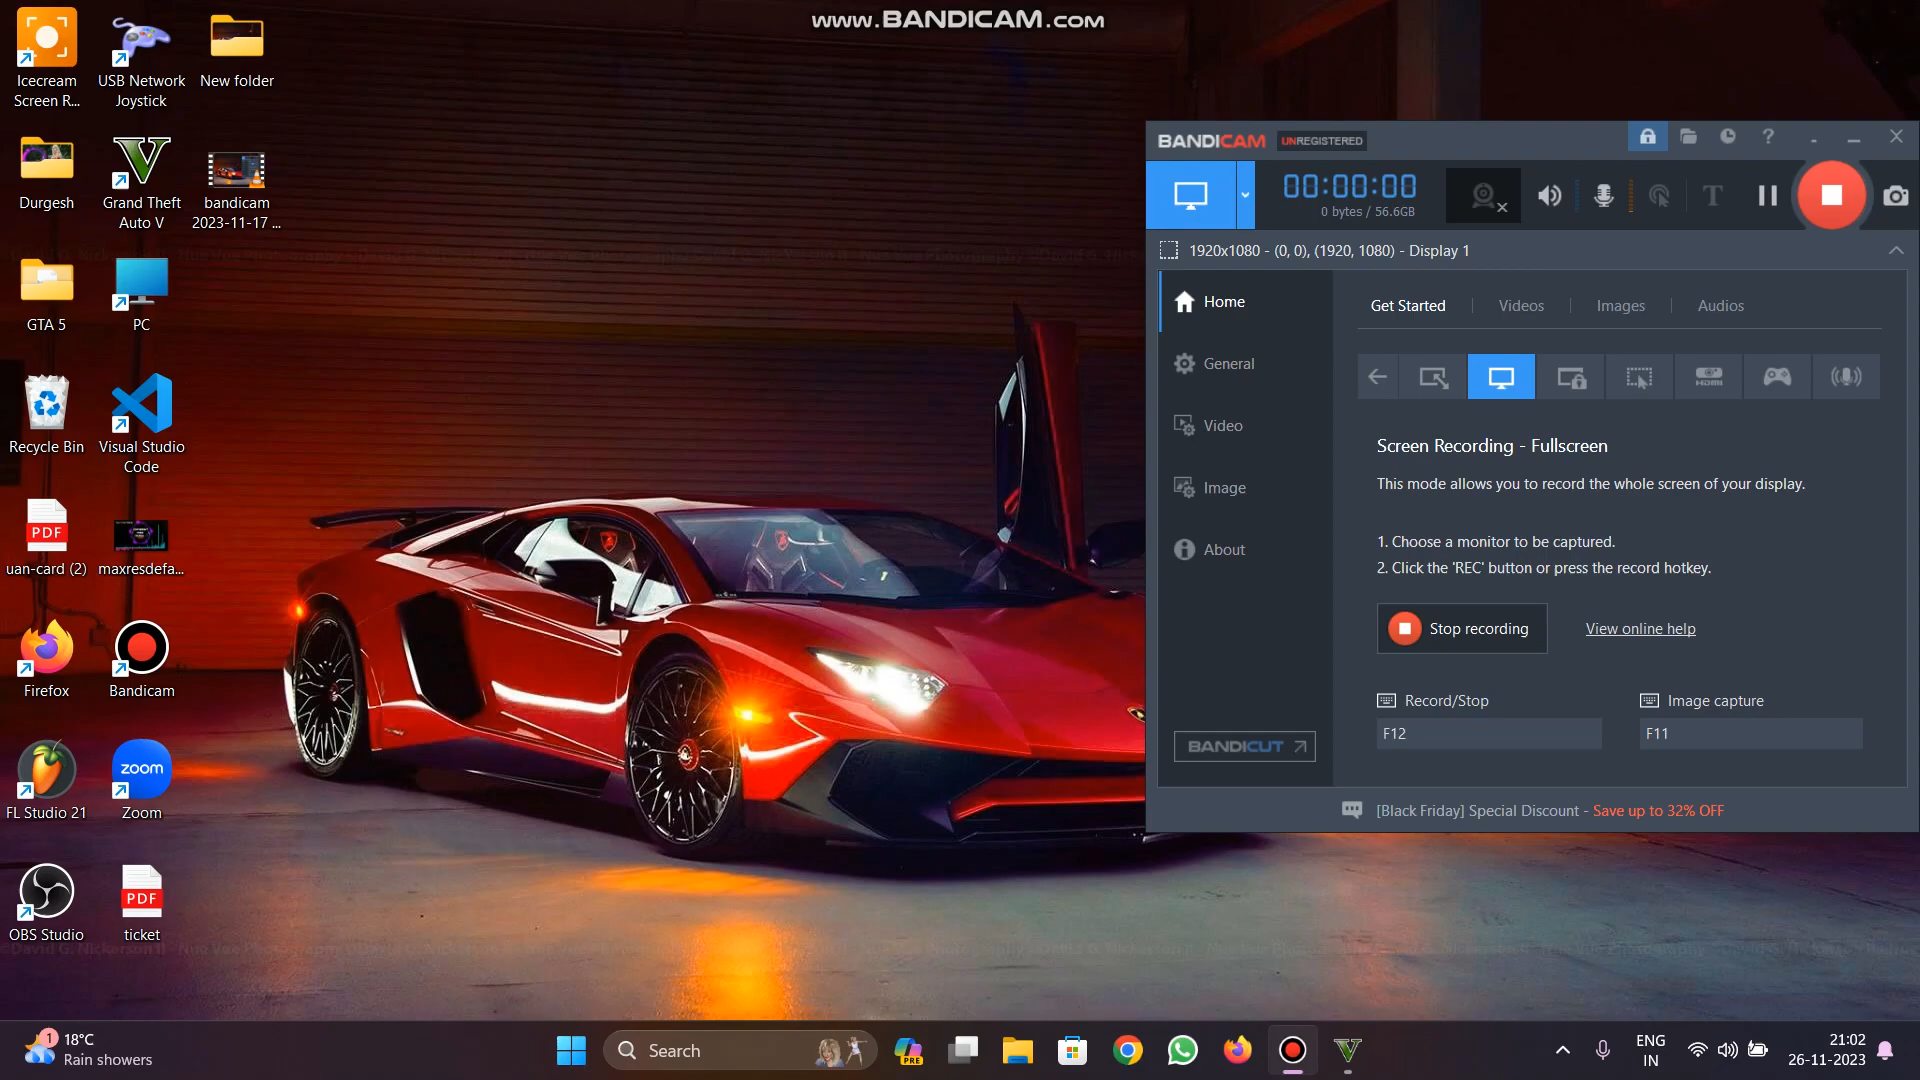 www.BANDICAM.com
Icecream
Screen R...
USB Network
Joystick
New folder
Durgesh
Grand Theft
Auto V
bandicam
2023-11-17 ...
GTA 5
PC
Recycle Bin
Visual Studio
Code
PDF
uan-card (2)
maxresdefa...
Firefox
Bandicam
FL Studio 21
zoom
Zoom
OBS Studio
PDF
ticket
BANDICAM UNREGISTERED
00:00:00
0 bytes / 56.6GB
T
1920x1080 - (0, 0), (1920, 1080) - Display 1
Home
General
Video
Image
About
BANDICUT
Get Started
Videos
Images
Audios
HDMI
Screen Recording - Fullscreen
This mode allows you to record the whole screen of your display.
1. Choose a monitor to be captured.
2. Click the 'REC' button or press the record hotkey.
Stop recording
View online help
Record/Stop
F12
Image capture
F11
[Black Friday] Special Discount - Save up to 32% OFF
1
18°C
Rain showers
Search
PRE
ENG
IN
21:02
26-11-2023